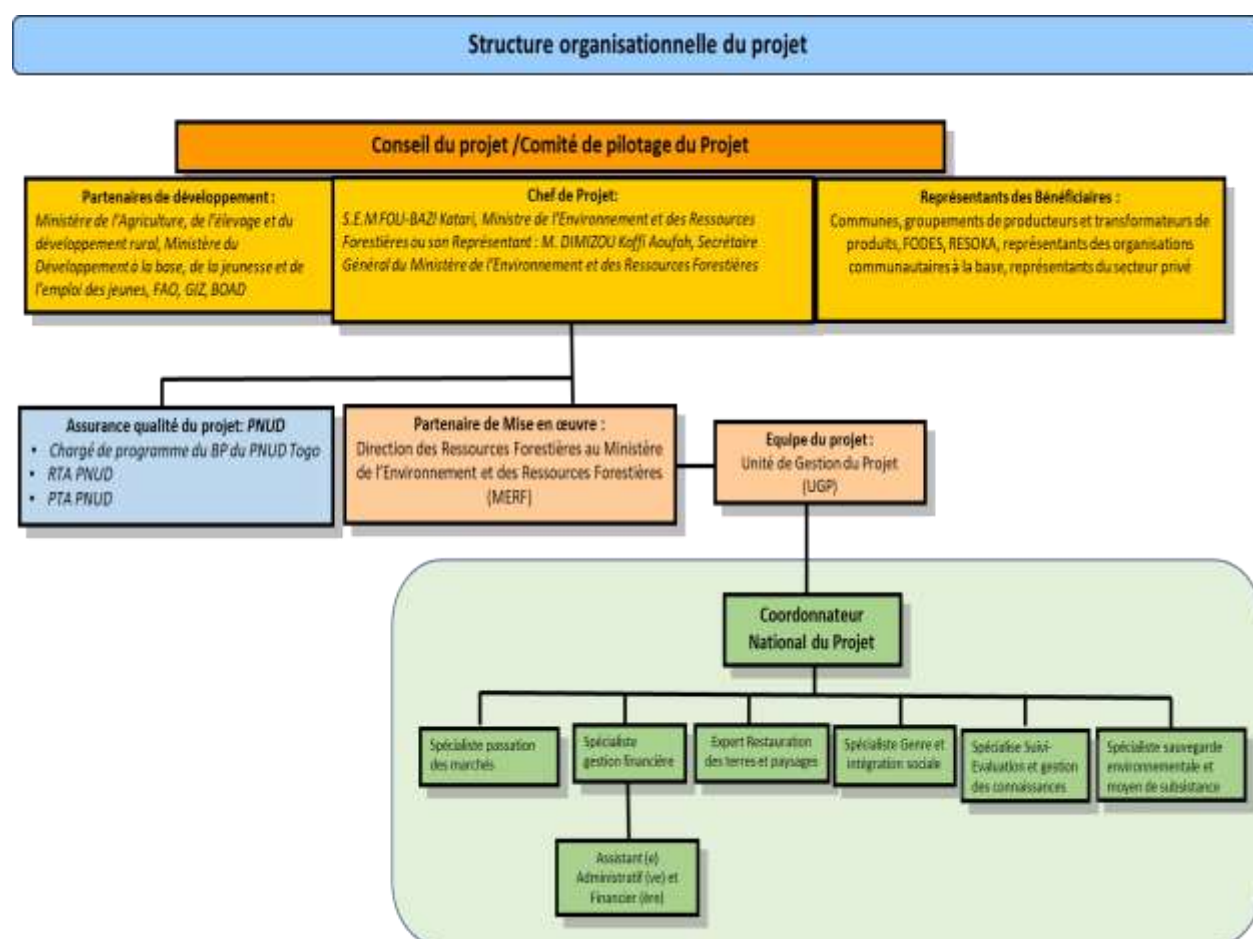 Structure organisationnelle du projet
Conseil du projet /Comité de pilotage du Projet
Partenaires de développement :
Ministère de l'Agriculture, de l'élevage et du
développement rural, Ministère du
Développement à la base, de la jeunesse et de
l'emploi des jeunes, FAO, GIZ, BOAD
Chef de Projet:
S.E.M FOLI-BAZI Katari, Ministre de l'Environnement et des Ressources
Forestières ou son Représentant : M. DIMIZOU Koffi Aoufoh, Secrétaire
Général du Ministère de l'Environnement et des Ressources Forestières
Représentants des Bénéficiaires :
Communes, groupements de producteurs et transformateurs de
produits, FODES, RESOKA, représentants des organisations
communautaires à la base, représentants du secteur privé
Assurance qualité du projet: PNUD
• Chargé de programme du BP du PNUD Togo
• RTA PNUD
• PTA PNUD
Partenaire de Mise en œuvre :
Direction des Ressources Forestières au Ministère
de l'Environnement et des Ressources Forestières
(MERF)
Equipe du projet :
Unité de Gestion du Projet
(UGP)
Coordonnateur
National du Projet
Spécialiste passation
des marchés
Spécialiste
gestion financière
Expert Restauration
des terres et paysages
Spécialiste Genre et
intégration sociale
Spécialise Suivi-
Evaluation et gestion
des connaissances
Spécialiste sauvegarde
environnementale et
moyen de subsistance
Assistant (e)
Administratif (ve) et
Financier (ère)